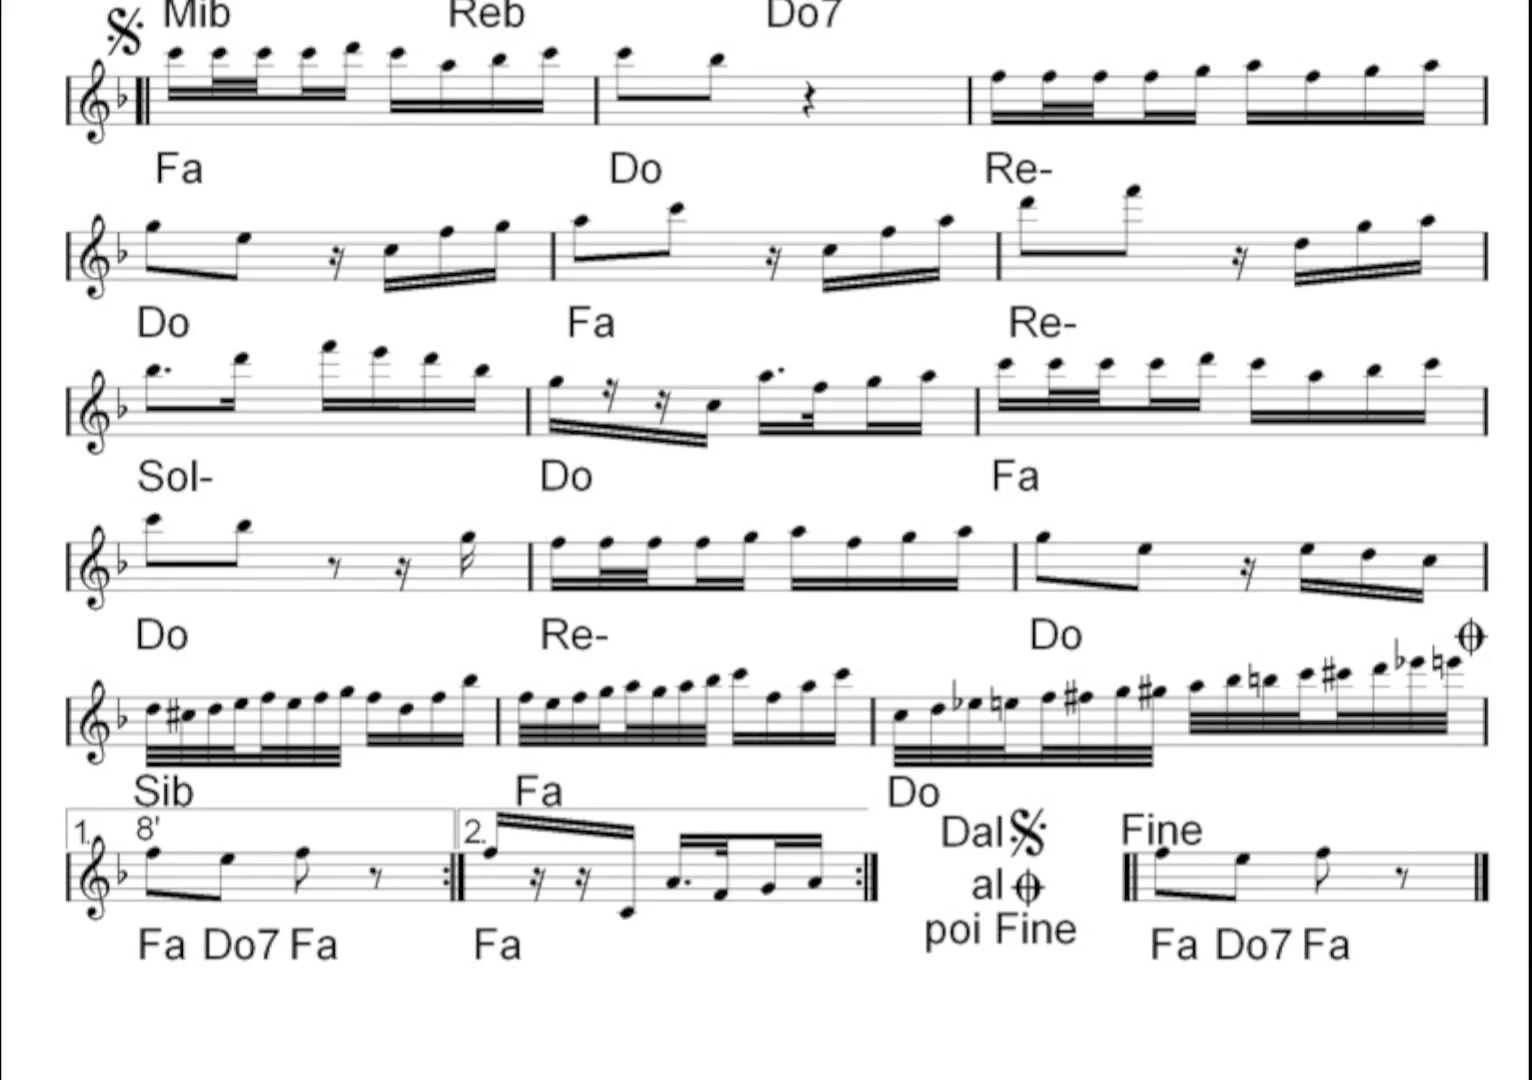 Mib Reb Do7
Fa Do Re-
Do Fa Re-
Sol- Do Fa
Do Re- Do
Sib Fa Do
1. 8' 2. Dal Fine
al
poi Fine
Fa Do7 Fa Fa Fa Do7 Fa